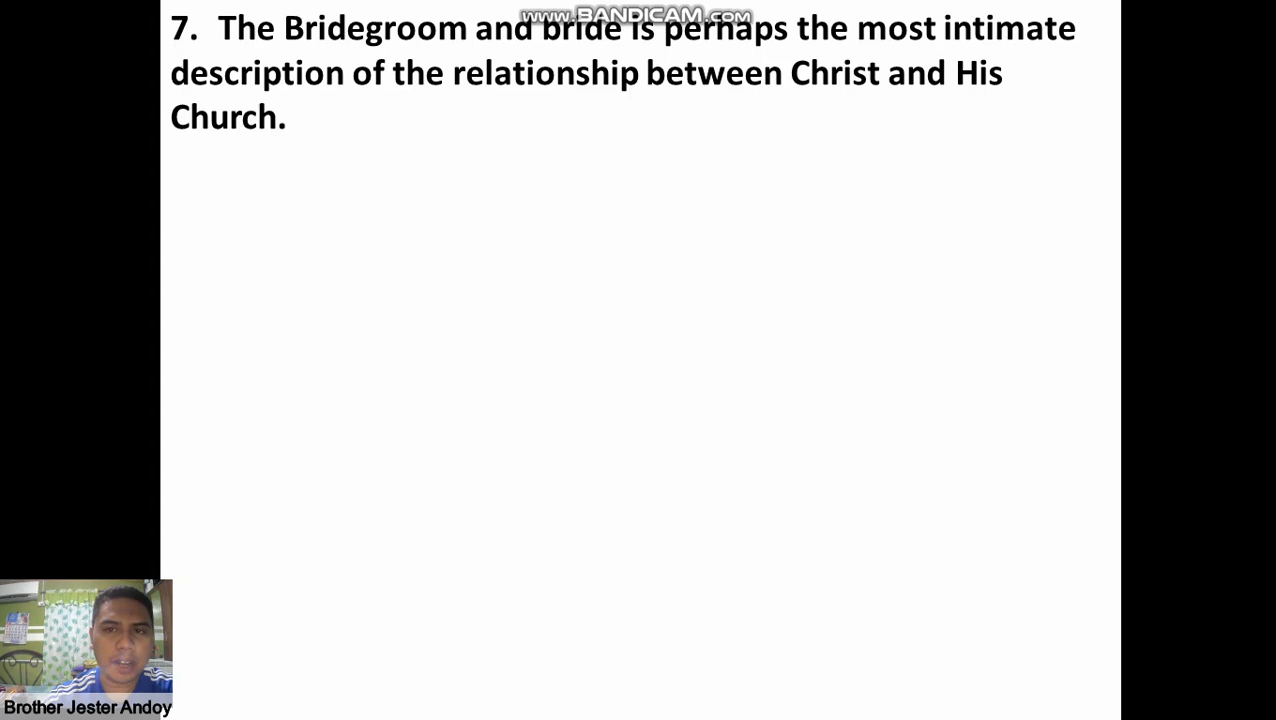 www.BANDICAM.com
7. The Bridegroom and bride is perhaps the most intimate
description of the relationship between Christ and His
Church.
Brother Jester Andoy